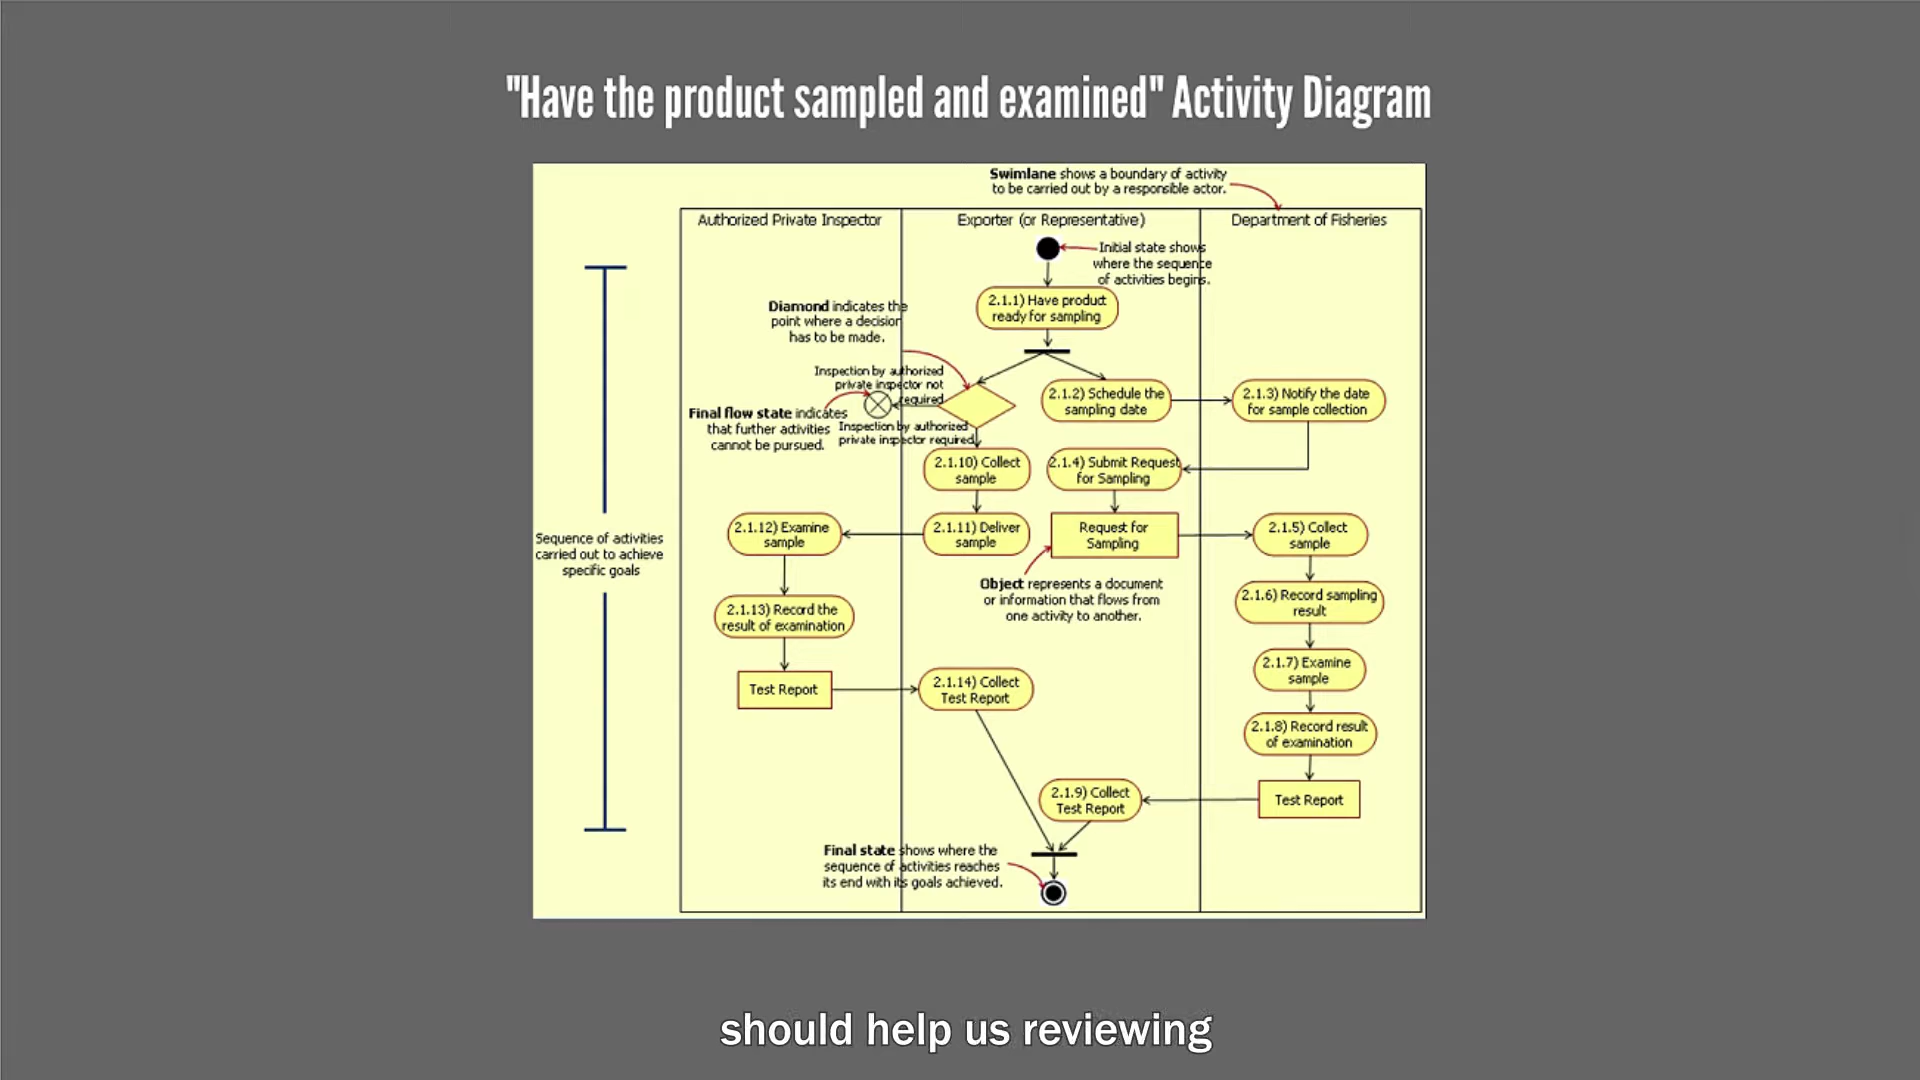 "Have the product sampled and examined" Activity Diagram
Swimlane shows a boundary of activity
to be carried out by a responsible actor.
Authorized Private Inspector
Exporter (or Representative)
Department of Fisheries
Initial state shows
where the sequence
of activities begins.
2.1.1) Have product
ready for sampling
Diamond indicates the
point where a decision
has to be made.
Inspection by authorized
private inspector not
required
Final flow state indicates
that further activities
cannot be pursued.
Inspection by authorized
private inspector required
2.1.2) Schedule the
sampling date
2.1.3) Notify the date
for sample collection
2.1.10) Collect
sample
2.1.4) Submit Request
for Sampling
2.1.12) Examine
sample
2.1.11) Deliver
sample
Request for
Sampling
2.1.5) Collect
sample
Sequence of activities
carried out to achieve
specific goals
Object represents a document
or information that flows from
one activity to another.
2.1.6) Record sampling
result
2.1.13) Record the
result of examination
2.1.7) Examine
sample
Test Report
2.1.14) Collect
Test Report
2.1.8) Record result
of examination
2.1.9) Collect
Test Report
Test Report
Final state shows where the
sequence of activities reaches
its end with its goals achieved.
should help us reviewing